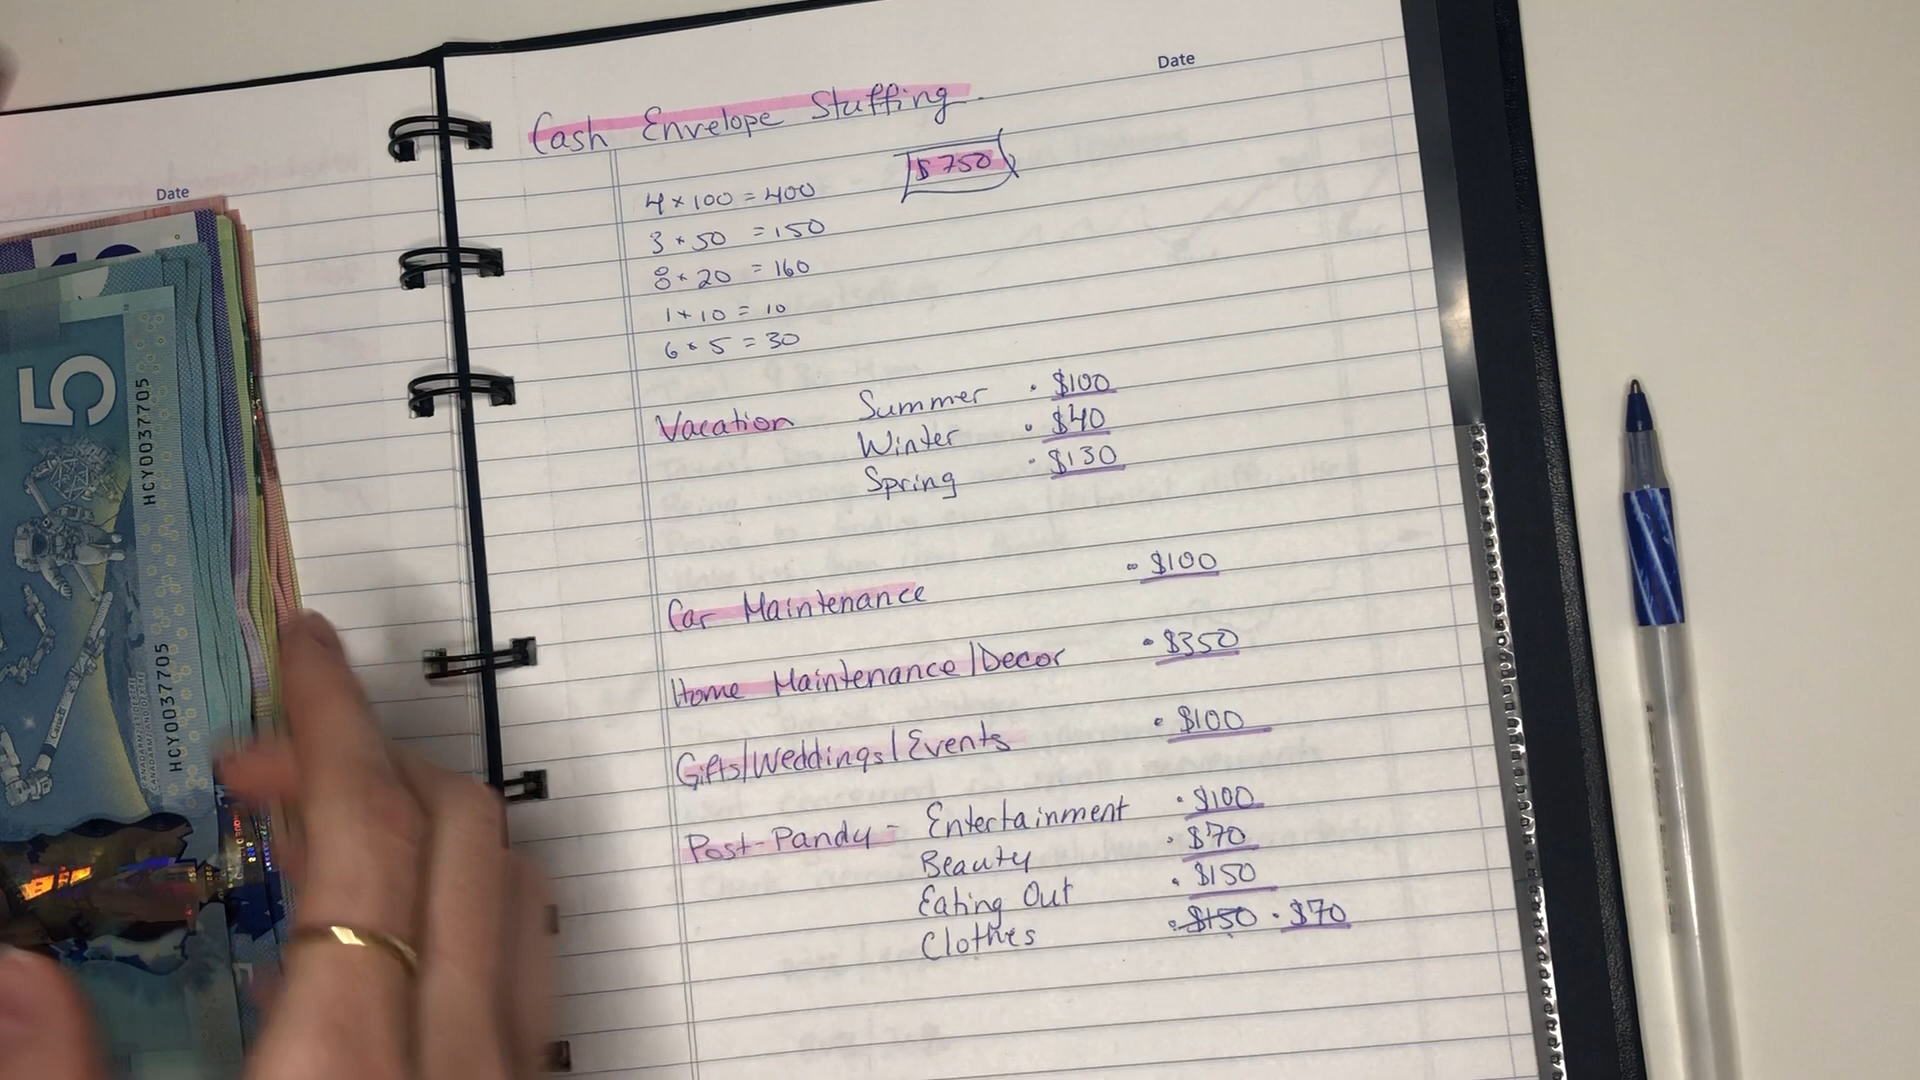 Date
Date
Cash Envelope Stuffing.
$750
4 x 100 = 400
3 x 50 = 150
8 x 20 = 160
1 x 10 = 10
6 x 5 = 30
Vacation Summer · $100
Winter · $40
Spring · $130
Car Maintenance · $100
Home Maintenance/Decor · $350
Gifts/Weddings/Events · $100
Post-Pandy - Entertainment · $100
Beauty · $70
Eating Out · $150
Clothes · $150 · $70
5
HCY0037705
HCY0037705